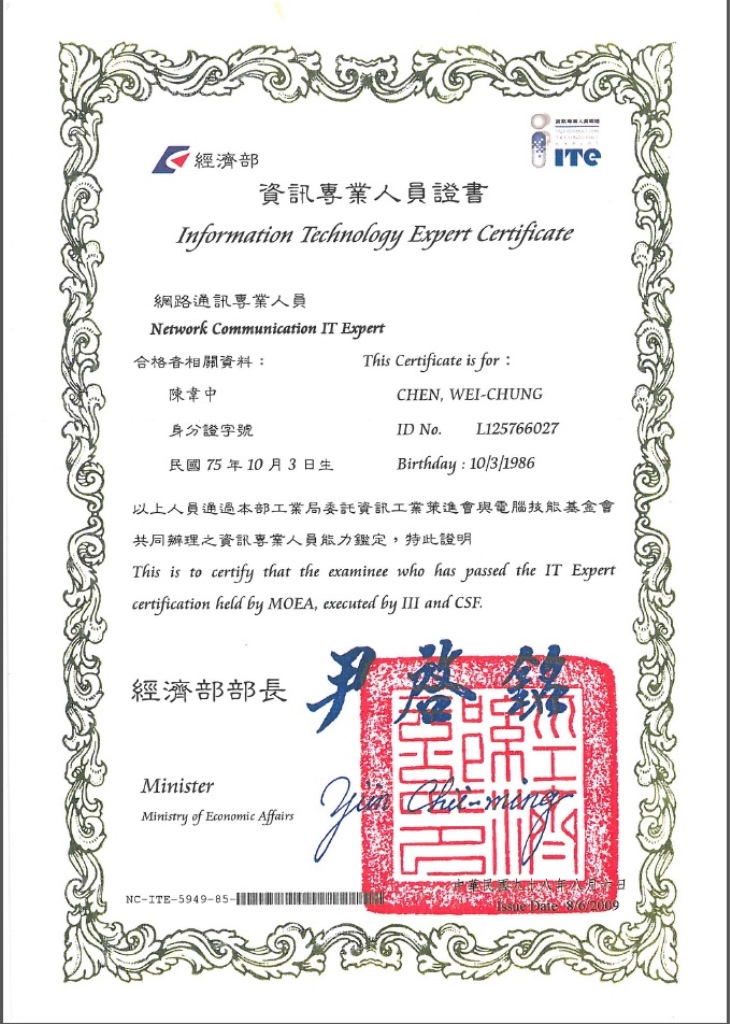 資訊專業人員鑑定
iTe
經濟部
資訊專業人員證書
Information Technology Expert Certificate
網路通訊專業人員
Network Communication IT Expert
合格者相關資料： This Certificate is for：
陳韋中 CHEN, WEI-CHUNG
身分證字號 ID No. L125766027
民國 75 年 10 月 3 日生 Birthday : 10/3/1986
以上人員通過本部工業局委託資訊工業策進會與電腦技能基金會
共同辦理之資訊專業人員能力鑑定，特此證明
This is to certify that the examinee who has passed the IT Expert
certification held by MOEA, executed by III and CSF.
經濟部部長 尹啓銘
Minister Yiin Chii-ming
Ministry of Economic Affairs
中華民國九十八年八月六日
NC-ITE-5949-85-
Issue Date 8/6/2009